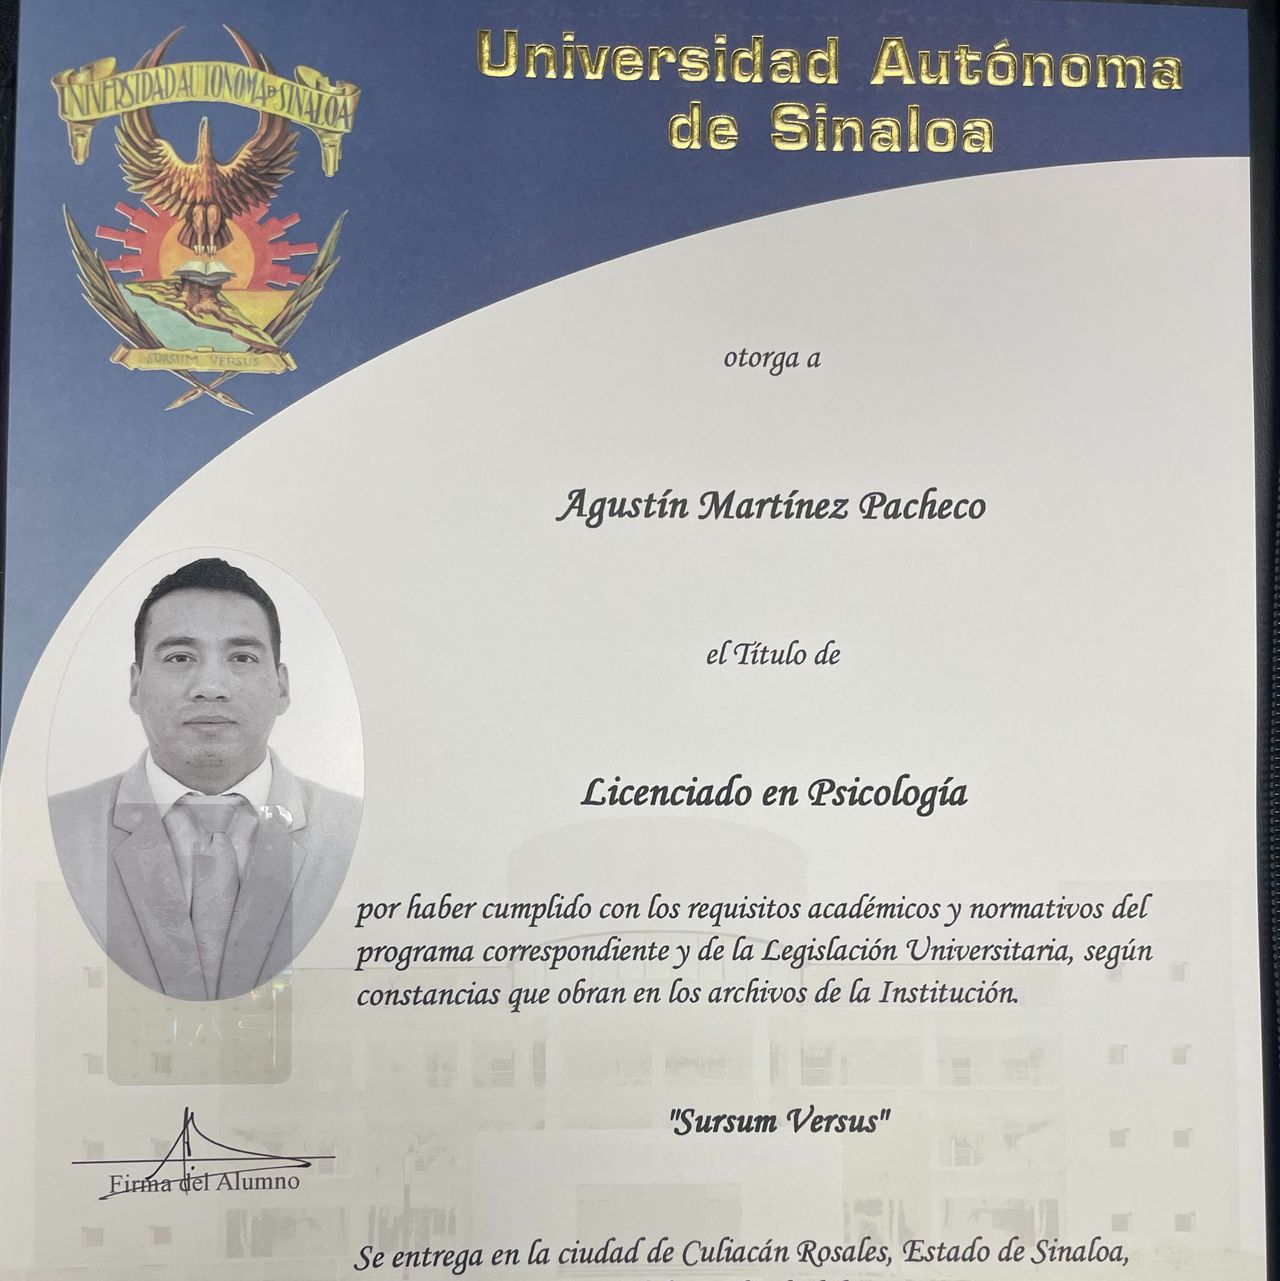 Universidad Autónoma
de Sinaloa
UNIVERSIDAD AUTONOMA DE SINALOA
SURSUM VERSUS
otorga a
Agustín Martínez Pacheco
el Título de
Licenciado en Psicología
por haber cumplido con los requisitos académicos y normativos del
programa correspondiente y de la Legislación Universitaria, según
constancias que obran en los archivos de la Institución.
UAS
"Sursum Versus"
Firma del Alumno
Se entrega en la ciudad de Culiacán Rosales, Estado de Sinaloa,